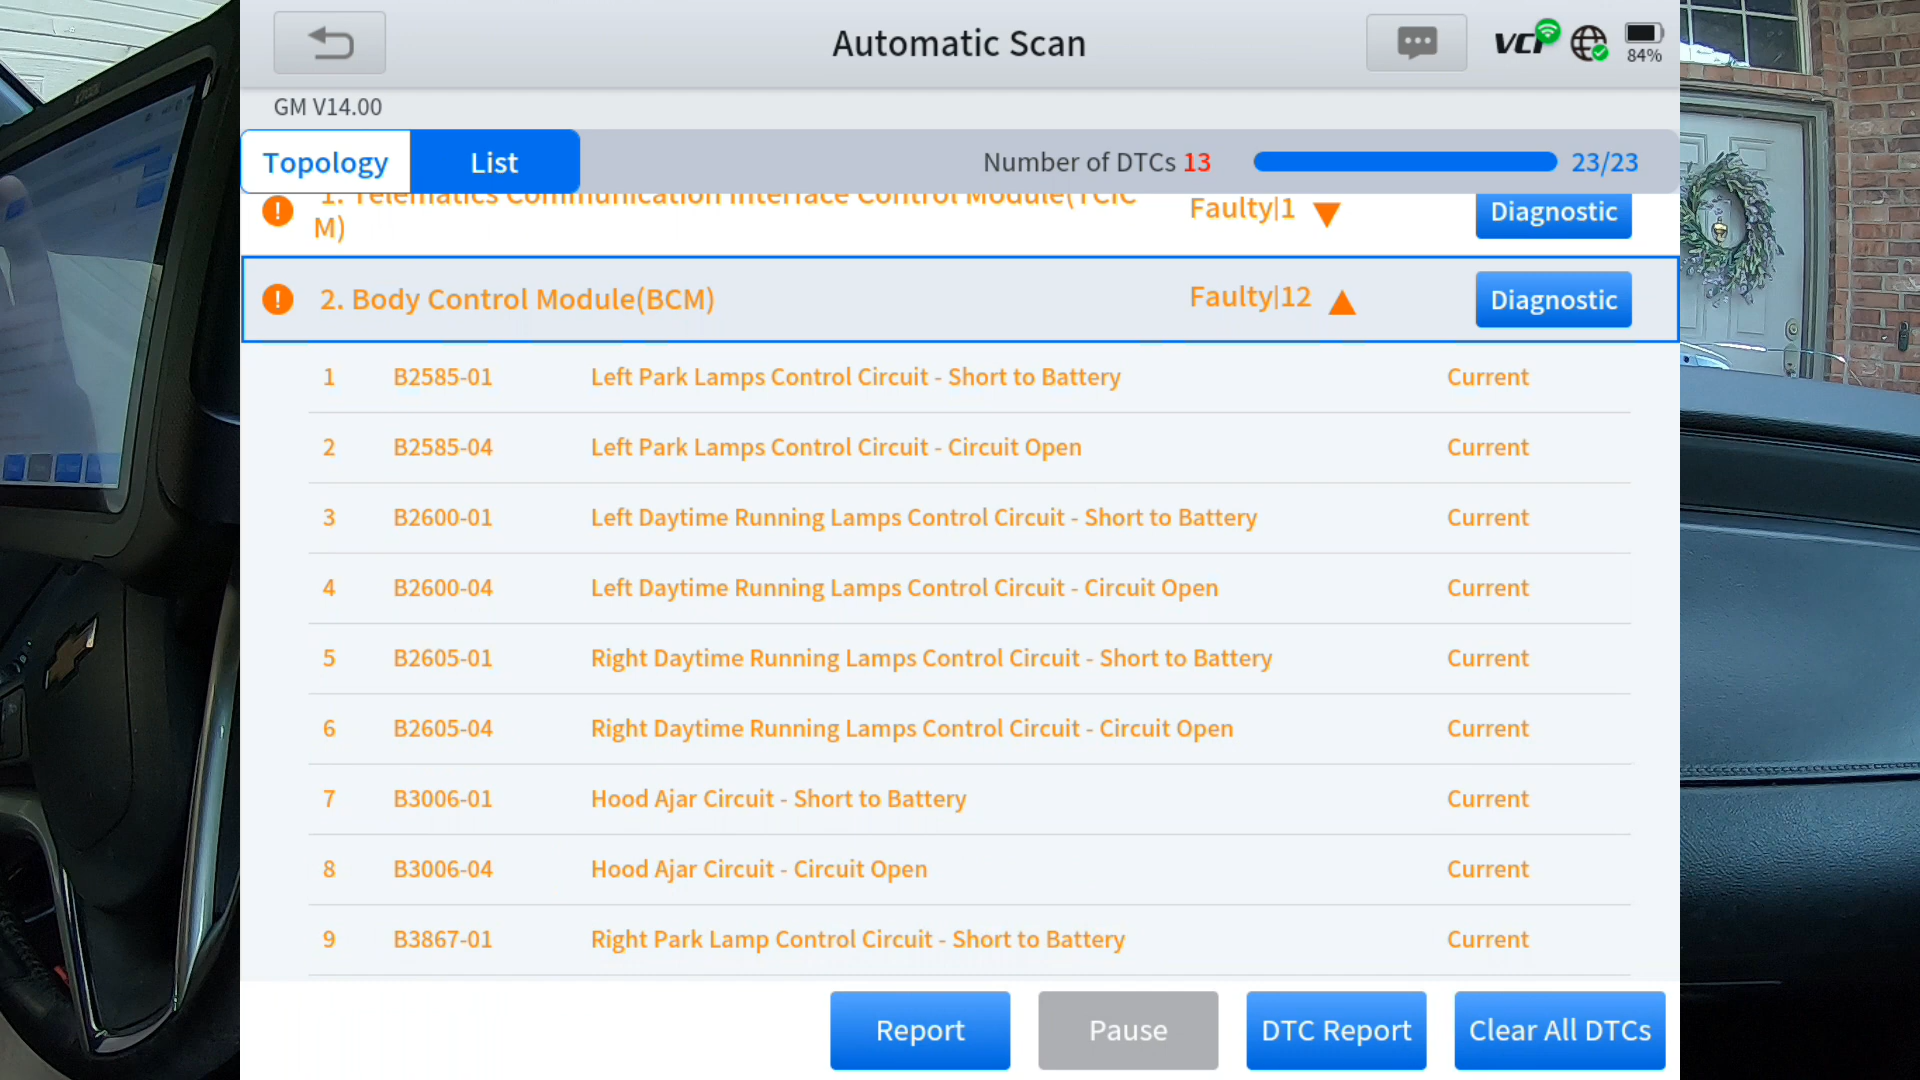 Automatic Scan
VCI
84%
GM V14.00
Topology
List
Number of DTCs 13
23/23
1. Telematics Communication Interface Control Module(TCIC
M)
Faulty|1
Diagnostic
2. Body Control Module(BCM)
Faulty|12
Diagnostic
1 B2585-01 Left Park Lamps Control Circuit - Short to Battery Current
2 B2585-04 Left Park Lamps Control Circuit - Circuit Open Current
3 B2600-01 Left Daytime Running Lamps Control Circuit - Short to Battery Current
4 B2600-04 Left Daytime Running Lamps Control Circuit - Circuit Open Current
5 B2605-01 Right Daytime Running Lamps Control Circuit - Short to Battery Current
6 B2605-04 Right Daytime Running Lamps Control Circuit - Circuit Open Current
7 B3006-01 Hood Ajar Circuit - Short to Battery Current
8 B3006-04 Hood Ajar Circuit - Circuit Open Current
9 B3867-01 Right Park Lamp Control Circuit - Short to Battery Current
Report
Pause
DTC Report
Clear All DTCs